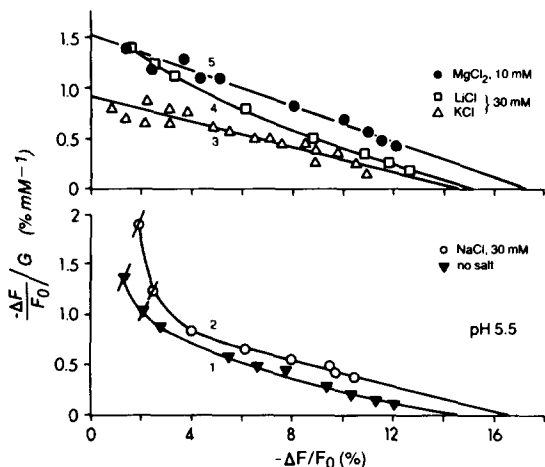 1.5
1.0
0.5
0
5
4
3
● MgCl₂, 10 mM
□ LiCl } 30 mM
△ KCl
-ΔF/F₀ / G (% mM⁻¹)
2
1.5
1
0.5
0
2
1
○ NaCl, 30 mM
▼ no salt
pH 5.5
0 4 8 12 16
-ΔF/F₀ (%)